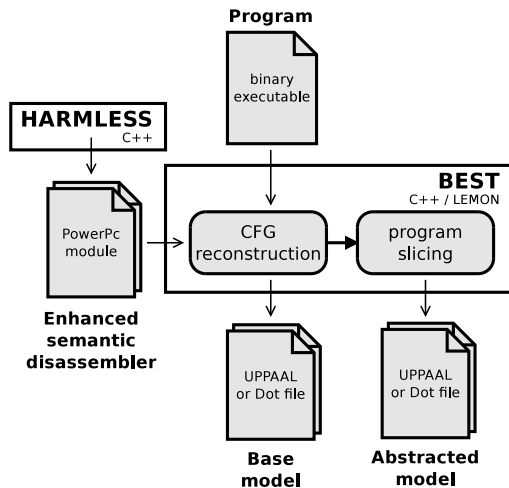 Program
binary
executable
HARMLESS
C++
BEST
C++ / LEMON
PowerPc
module
CFG
reconstruction
program
slicing
Enhanced
semantic
disassembler
UPPAAL
or Dot file
UPPAAL
or Dot file
Base
model
Abstracted
model